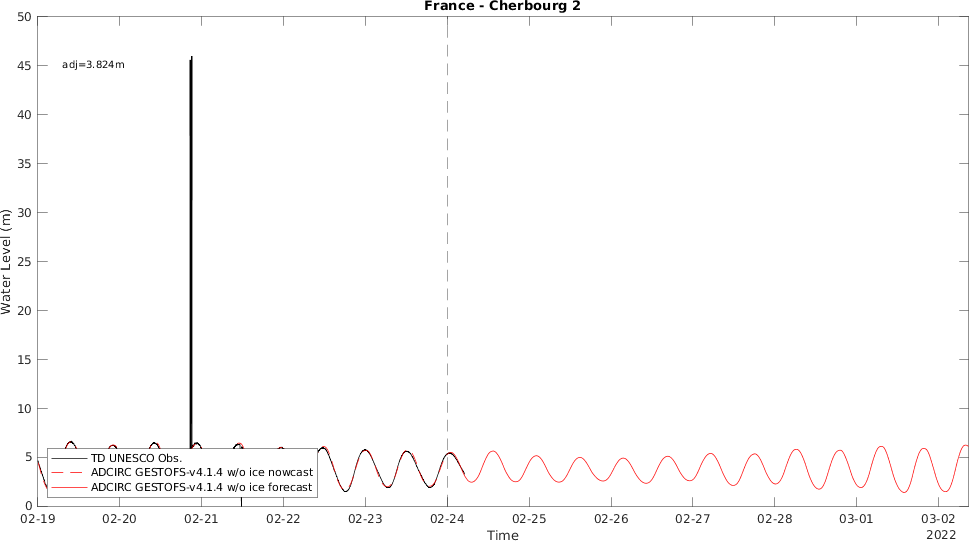 France - Cherbourg 2
50
45
40
35
30
25
20
15
10
5
0
Water Level (m)
adj=3.824m
TD UNESCO Obs.
ADCIRC GESTOFS-v4.1.4 w/o ice nowcast
ADCIRC GESTOFS-v4.1.4 w/o ice forecast
02-19 02-20 02-21 02-22 02-23 02-24 02-25 02-26 02-27 02-28 03-01 03-02
2022
Time